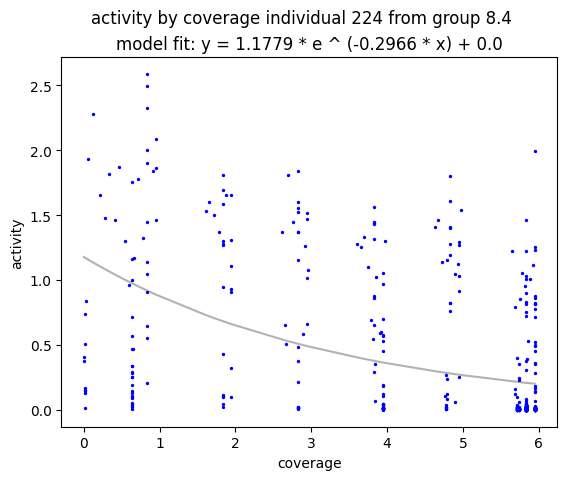 activity by coverage individual 224 from group 8.4
model fit: y = 1.1779 * e ^ (-0.2966 * x) + 0.0
2.5
2.0
1.5
activity
1.0
0.5
0.0
0 1 2 3 4 5 6
coverage